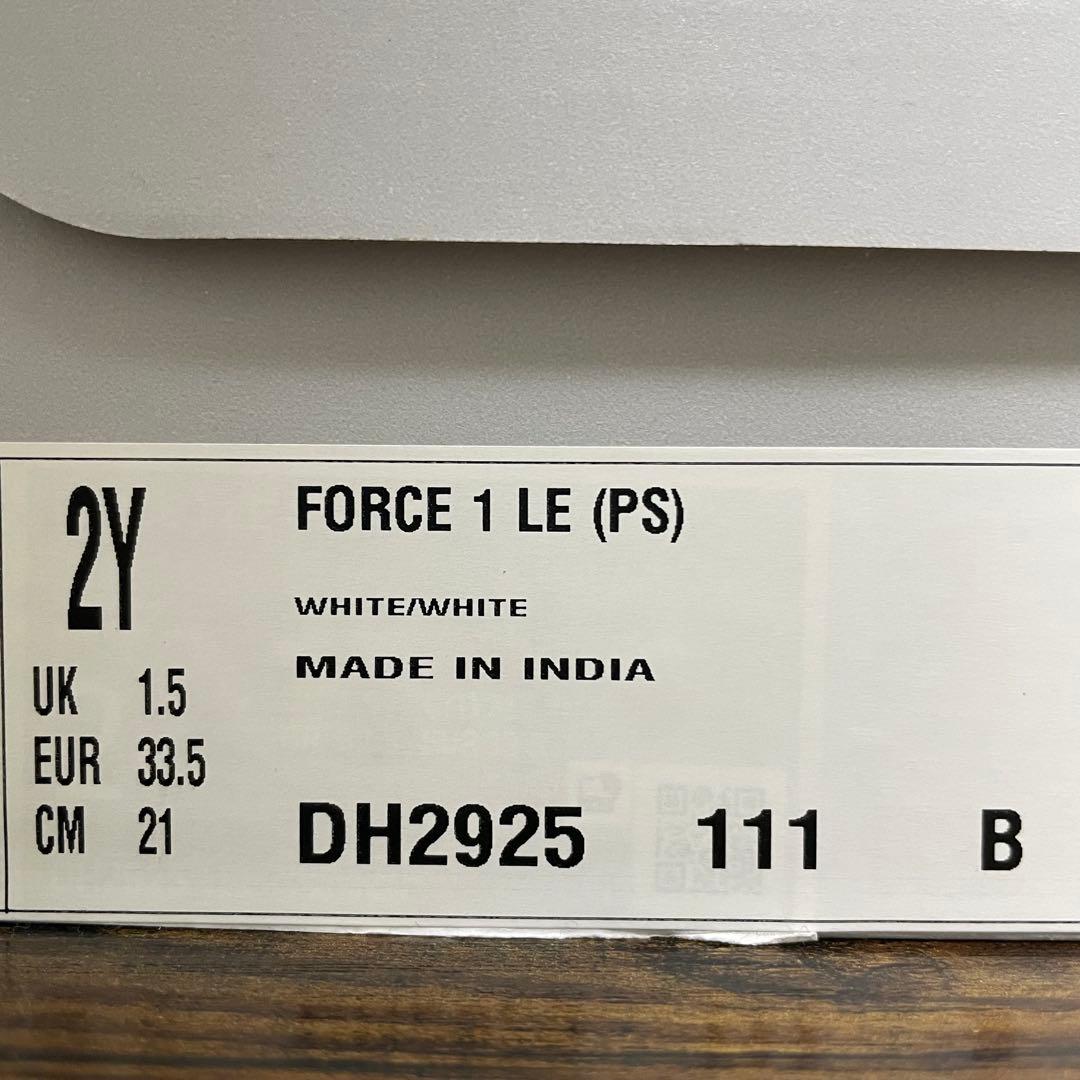 2Y
FORCE 1 LE (PS)
WHITE/WHITE
MADE IN INDIA
UK 1.5
EUR 33.5
CM 21
DH2925 111 B